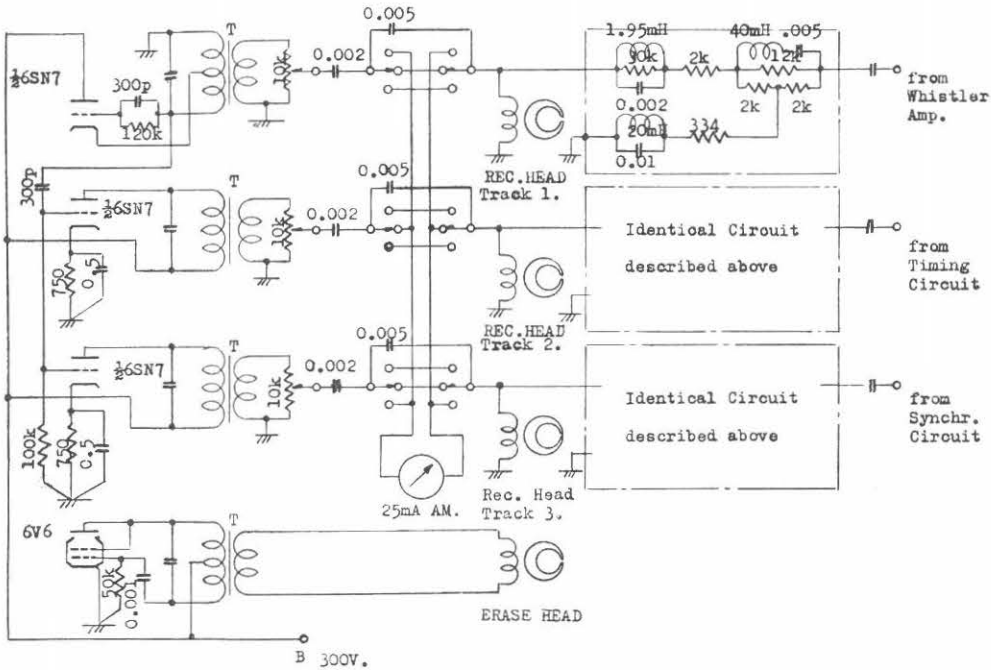 0.005
T
0.002
10k
½6SN7
300p
120k
1.95mH
30k
0.002
2k
40mH .005
12k
2k
2k
20mH
0.01
334
from
Whistler
Amp.
REC.HEAD
Track 1.
300p
½6SN7
750
0.5
T
10k
0.002
0.005
REC.HEAD
Track 2.
Identical Circuit
described above
from
Timing
Circuit
½6SN7
100k
750
0.5
T
10k
0.002
0.005
25mA AM.
Rec. Head
Track 3.
Identical Circuit
described above
from
Synchr.
Circuit
6V6
50k
0.001
T
ERASE HEAD
B 300V.